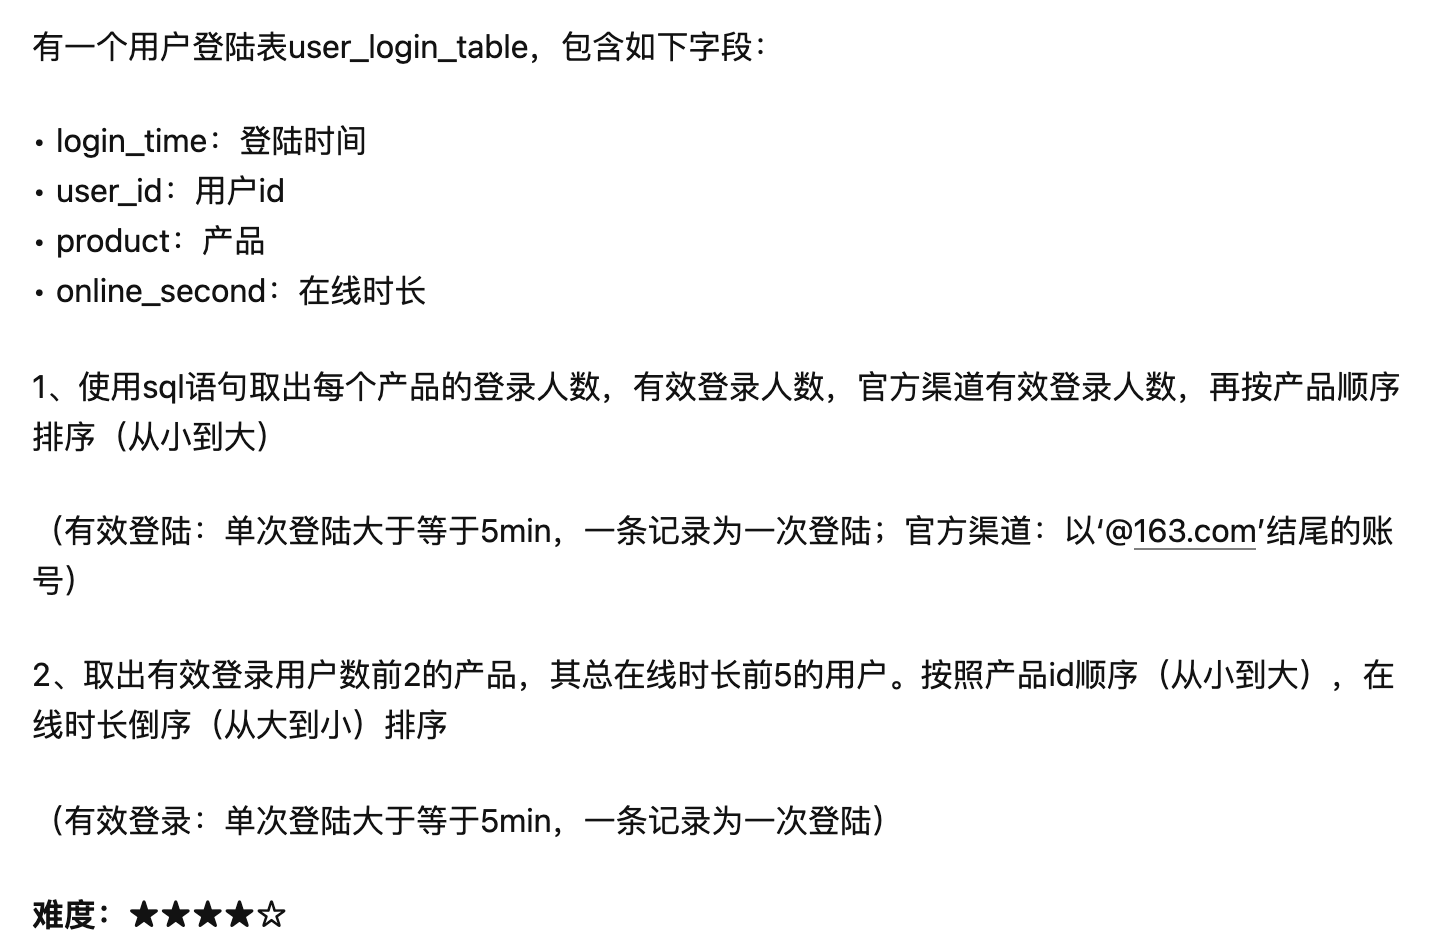 有一个用户登陆表user_login_table，包含如下字段：
• login_time：登陆时间
• user_id：用户id
• product：产品
• online_second：在线时长
1、使用sql语句取出每个产品的登录人数，有效登录人数，官方渠道有效登录人数，再按产品顺序
排序（从小到大）
（有效登陆：单次登陆大于等于5min，一条记录为一次登陆；官方渠道：以‘@163.com’结尾的账
号）
2、取出有效登录用户数前2的产品，其总在线时长前5的用户。按照产品id顺序（从小到大），在
线时长倒序（从大到小）排序
（有效登录：单次登陆大于等于5min，一条记录为一次登陆）
难度：★★★★☆